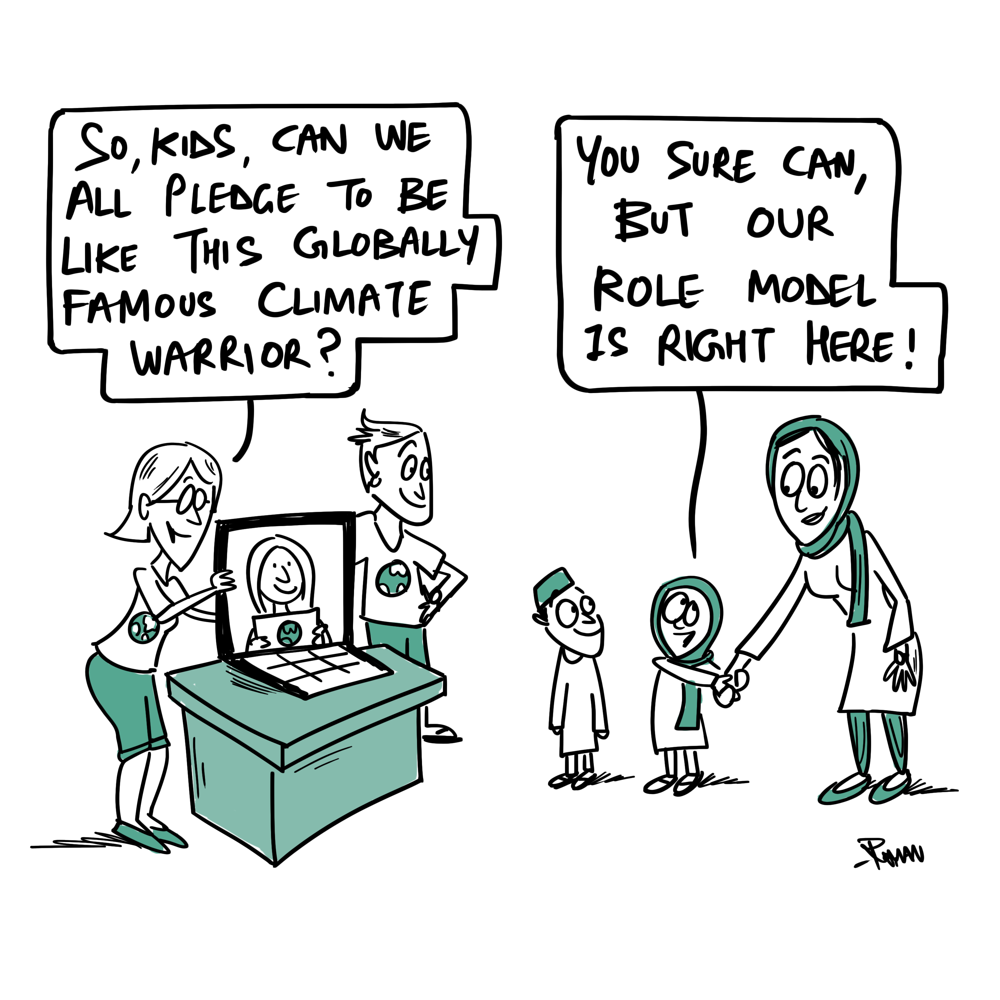 SO, KIDS, CAN WE
ALL PLEDGE TO BE
LIKE THIS GLOBALLY
FAMOUS CLIMATE
WARRIOR?
YOU SURE CAN,
BUT OUR
ROLE MODEL
IS RIGHT HERE!